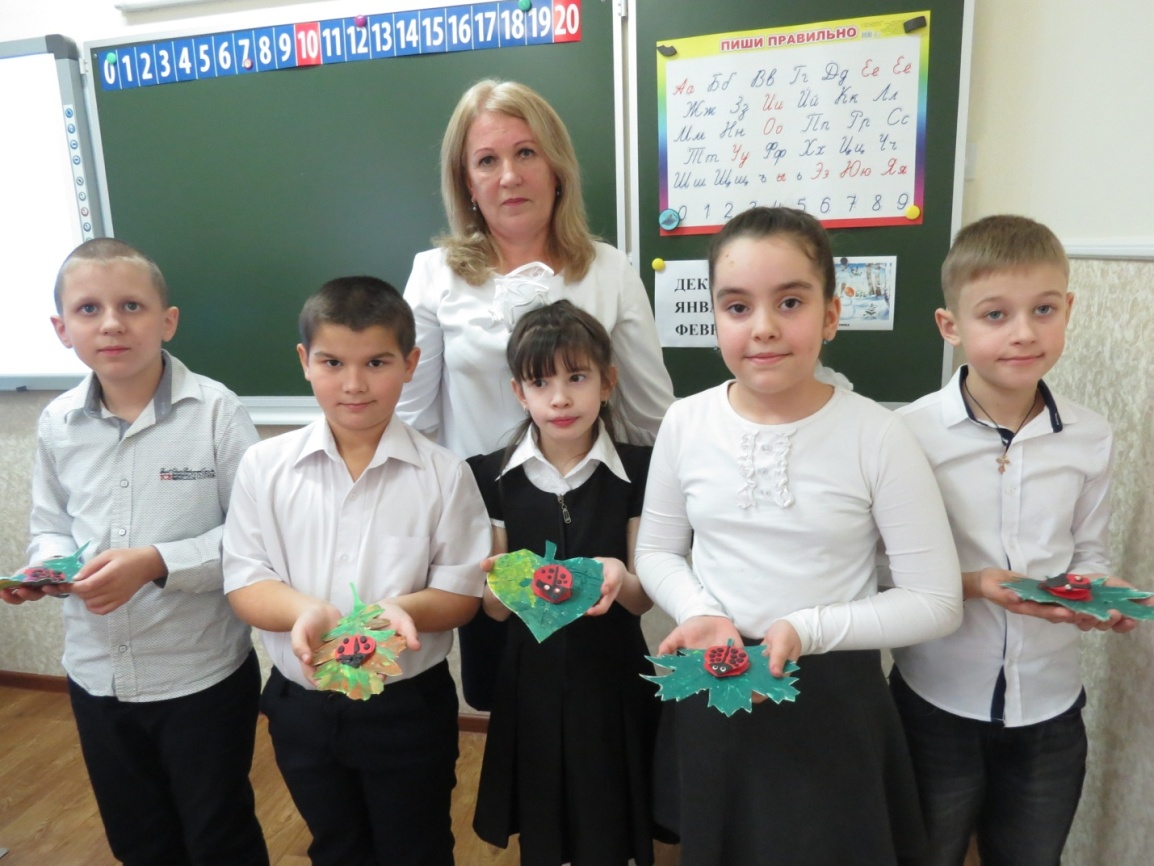 0 1 2 3 4 5 6 7 8 9 10 11 12 13 14 15 16 17 18 19 20
ПИШИ ПРАВИЛЬНО
Аа Бб Вв Гг Дд Ее Ёё
Жж Зз Ии Йй Кк Лл
Мм Нн Оо Пп Рр Сс
Тт Уу Фф Хх Цц Чч
Шш Щщ ъ ы ь Ээ Юю Яя
0 1 2 3 4 5 6 7 8 9
ДЕК
ЯНВ
ФЕВР